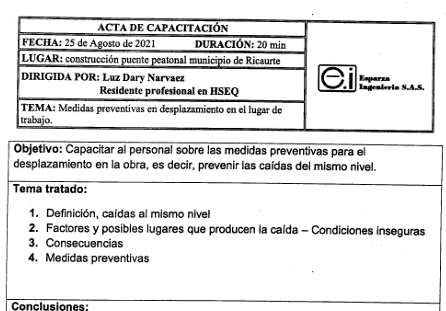 ACTA DE CAPACITACIÓN
FECHA: 25 de Agosto de 2021 DURACIÓN: 20 min
LUGAR: construcción puente peatonal municipio de Ricaurte
DIRIGIDA POR: Luz Dary Narvaez
Residente profesional en HSEQ
TEMA: Medidas preventivas en desplazamiento en el lugar de
trabajo.
e.i
Esparza
Ingeniería S.A.S.
Objetivo: Capacitar al personal sobre las medidas preventivas para el
desplazamiento en la obra, es decir, prevenir las caídas del mismo nivel.
Tema tratado:
1. Definición, caídas al mismo nivel
2. Factores y posibles lugares que producen la caída – Condiciones inseguras
3. Consecuencias
4. Medidas preventivas
Conclusiones: